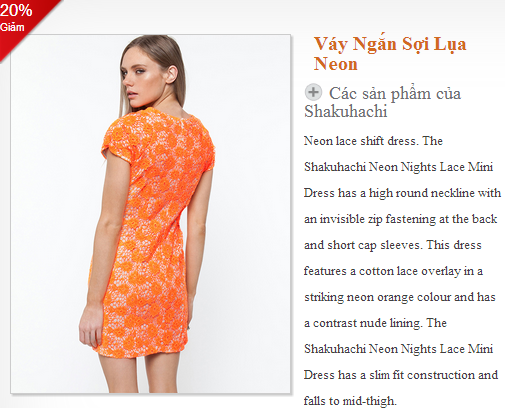 20%
Giảm
Váy Ngắn Sợi Lụa
Neon
Các sản phẩm của
Shakuhachi
Neon lace shift dress. The
Shakuhachi Neon Nights Lace Mini
Dress has a high round neckline with
an invisible zip fastening at the back
and short cap sleeves. This dress
features a cotton lace overlay in a
striking neon orange colour and has
a contrast nude lining. The
Shakuhachi Neon Nights Lace Mini
Dress has a slim fit construction and
falls to mid-thigh.